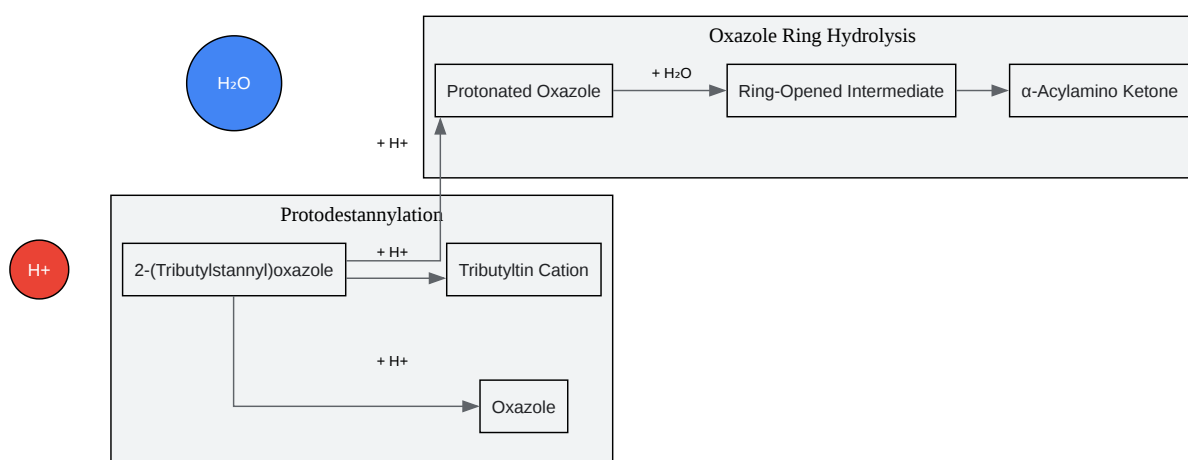 Oxazole Ring Hydrolysis
H₂O
Protonated Oxazole
+ H₂O
Ring-Opened Intermediate
α-Acylamino Ketone
+ H+
Protodestannylation
H+
2-(Tributylstannyl)oxazole
+ H+
Tributyltin Cation
+ H+
Oxazole